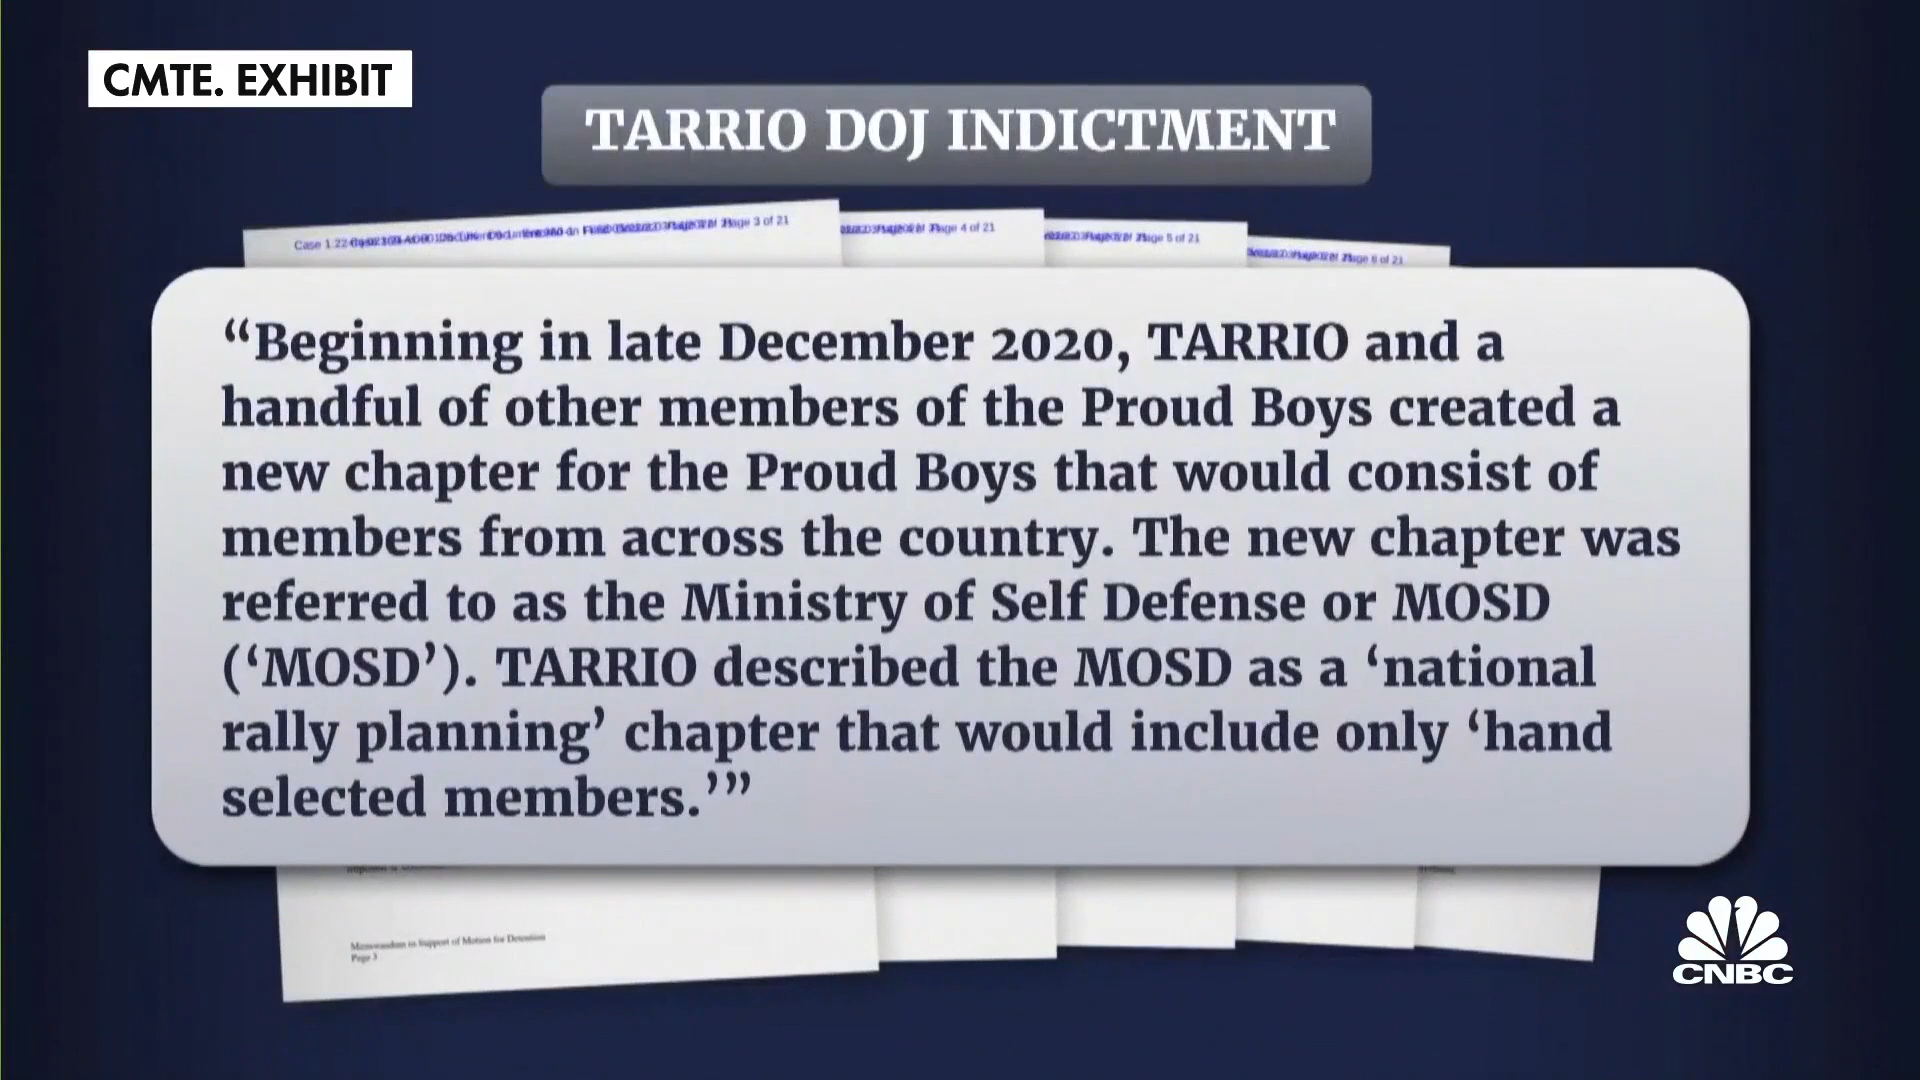 CMTE. EXHIBIT
TARRIO DOJ INDICTMENT
Page 3 of 21
Page 4 of 21
Page 5 of 21
Page 6 of 21
“Beginning in late December 2020, TARRIO and a
handful of other members of the Proud Boys created a
new chapter for the Proud Boys that would consist of
members from across the country. The new chapter was
referred to as the Ministry of Self Defense or MOSD
(‘MOSD’). TARRIO described the MOSD as a ‘national
rally planning’ chapter that would include only ‘hand
selected members.’”
Memorandum in Support of Motion for Detention
Page 3
CNBC